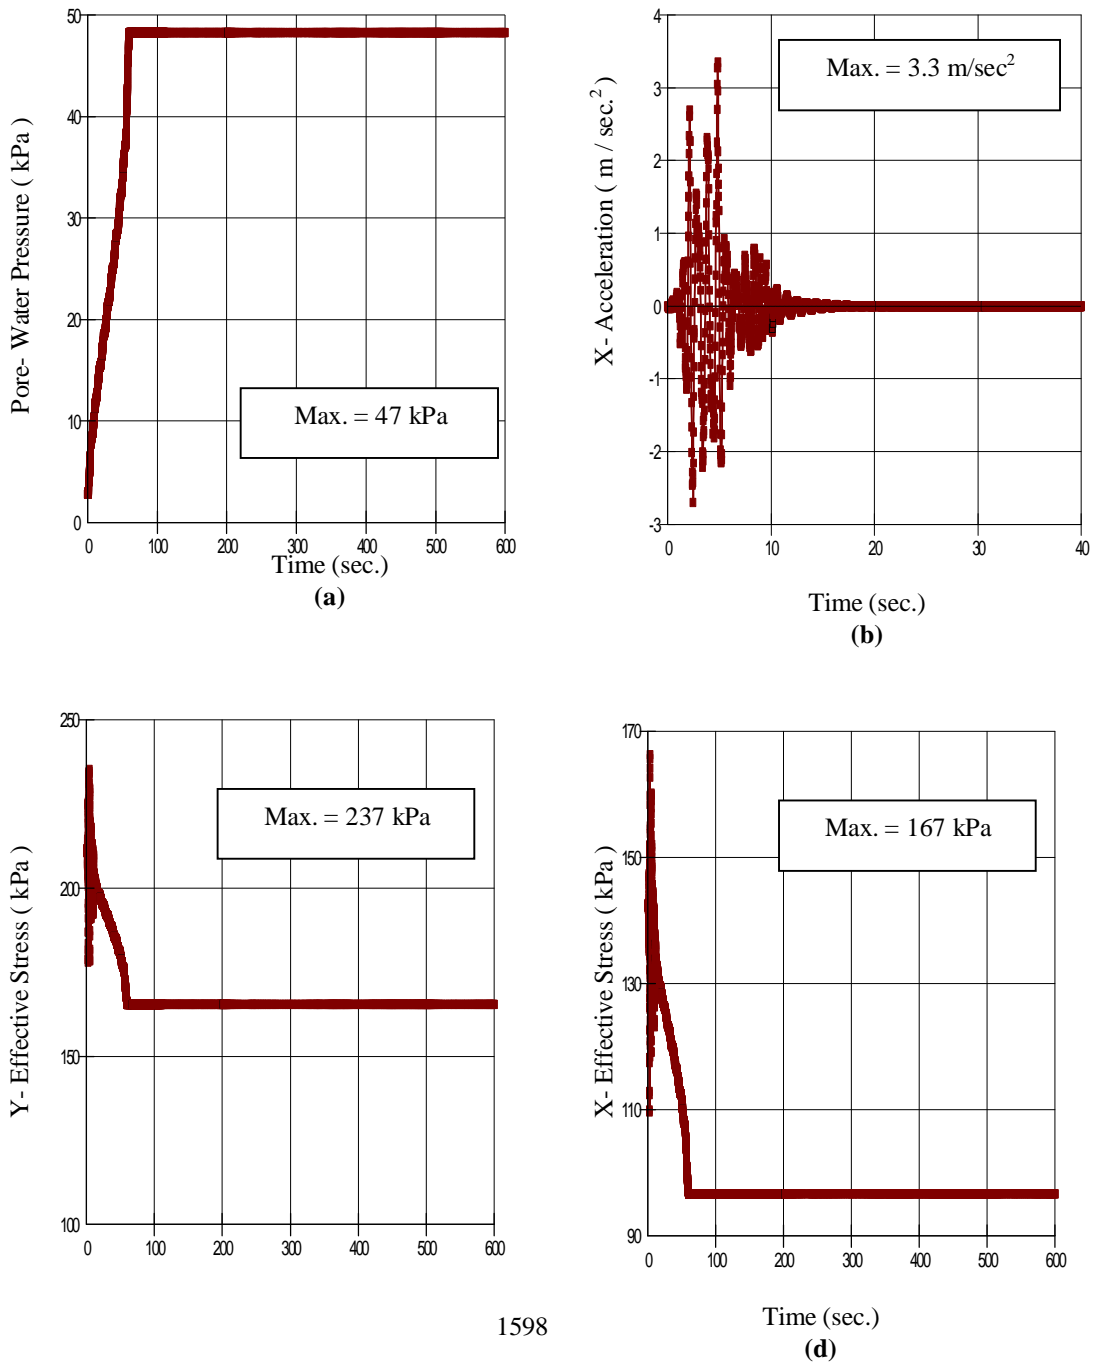 50
40
30
20
10
0
Pore- Water Pressure ( kPa )
Max. = 47 kPa
0 100 200 300 400 500 600
Time (sec.)
(a)
4
3
2
1
0
-1
-2
-3
X- Acceleration ( m / sec.² )
Max. = 3.3 m/sec²
0 10 20 30 40
Time (sec.)
(b)
250
200
150
100
Y- Effective Stress ( kPa )
Max. = 237 kPa
0 100 200 300 400 500 600
170
150
130
110
90
X- Effective Stress ( kPa )
Max. = 167 kPa
0 100 200 300 400 500 600
Time (sec.)
(d)
1598